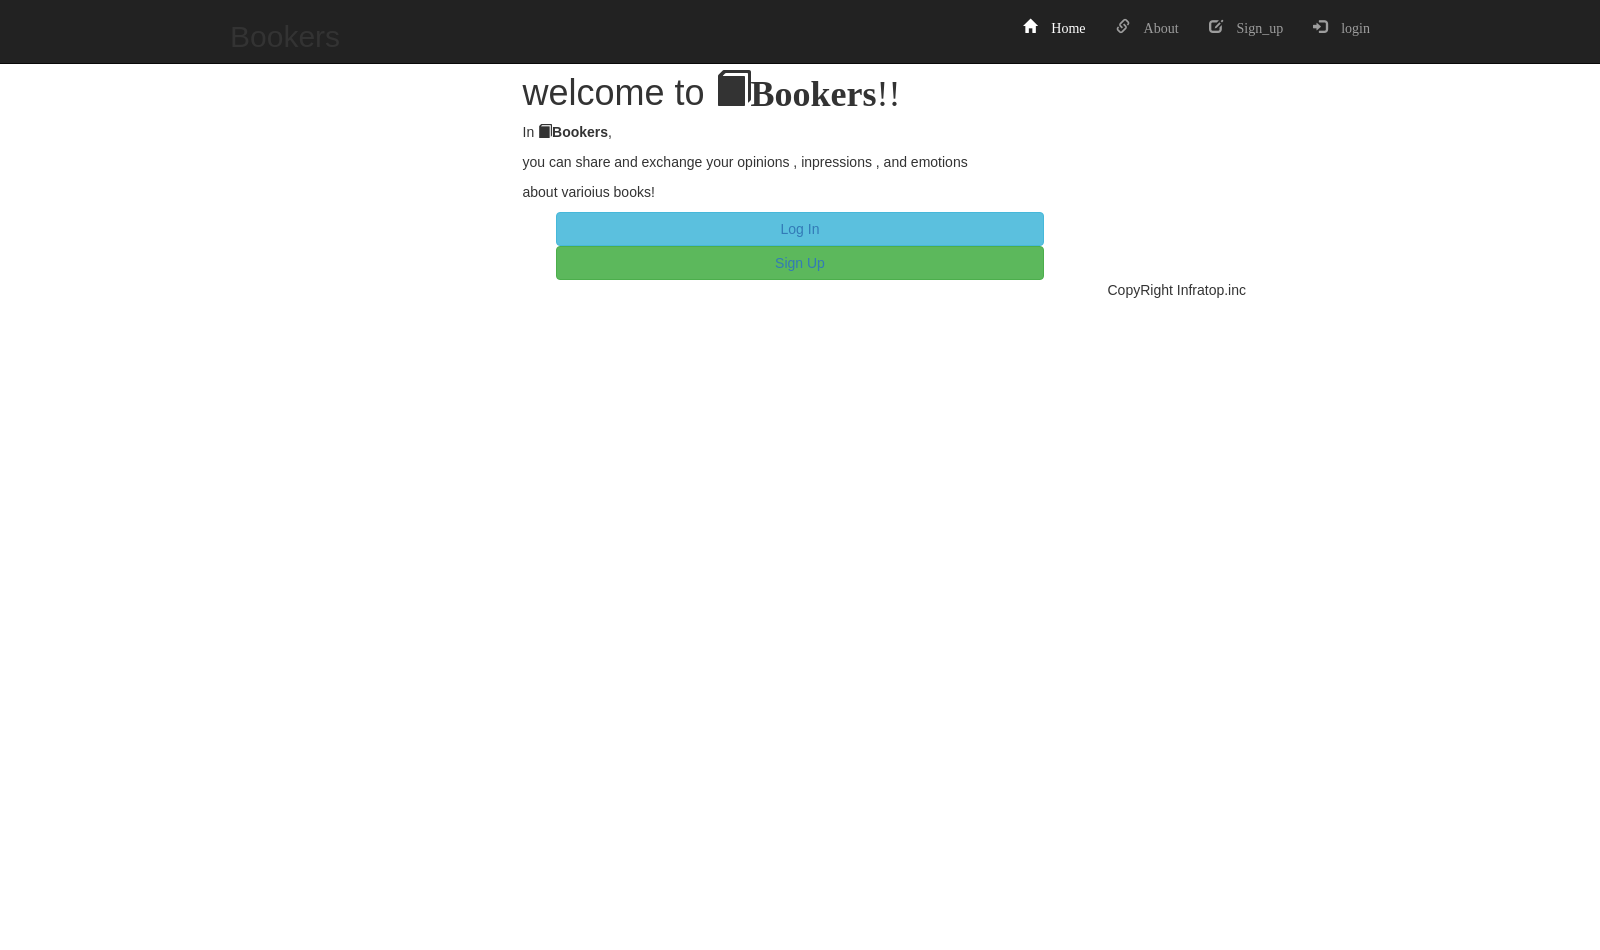 Bookers
Home About Sign_up login
welcome to Bookers!!
In Bookers,
you can share and exchange your opinions , inpressions , and emotions
about varioius books!
Log In
Sign Up
CopyRight Infratop.inc